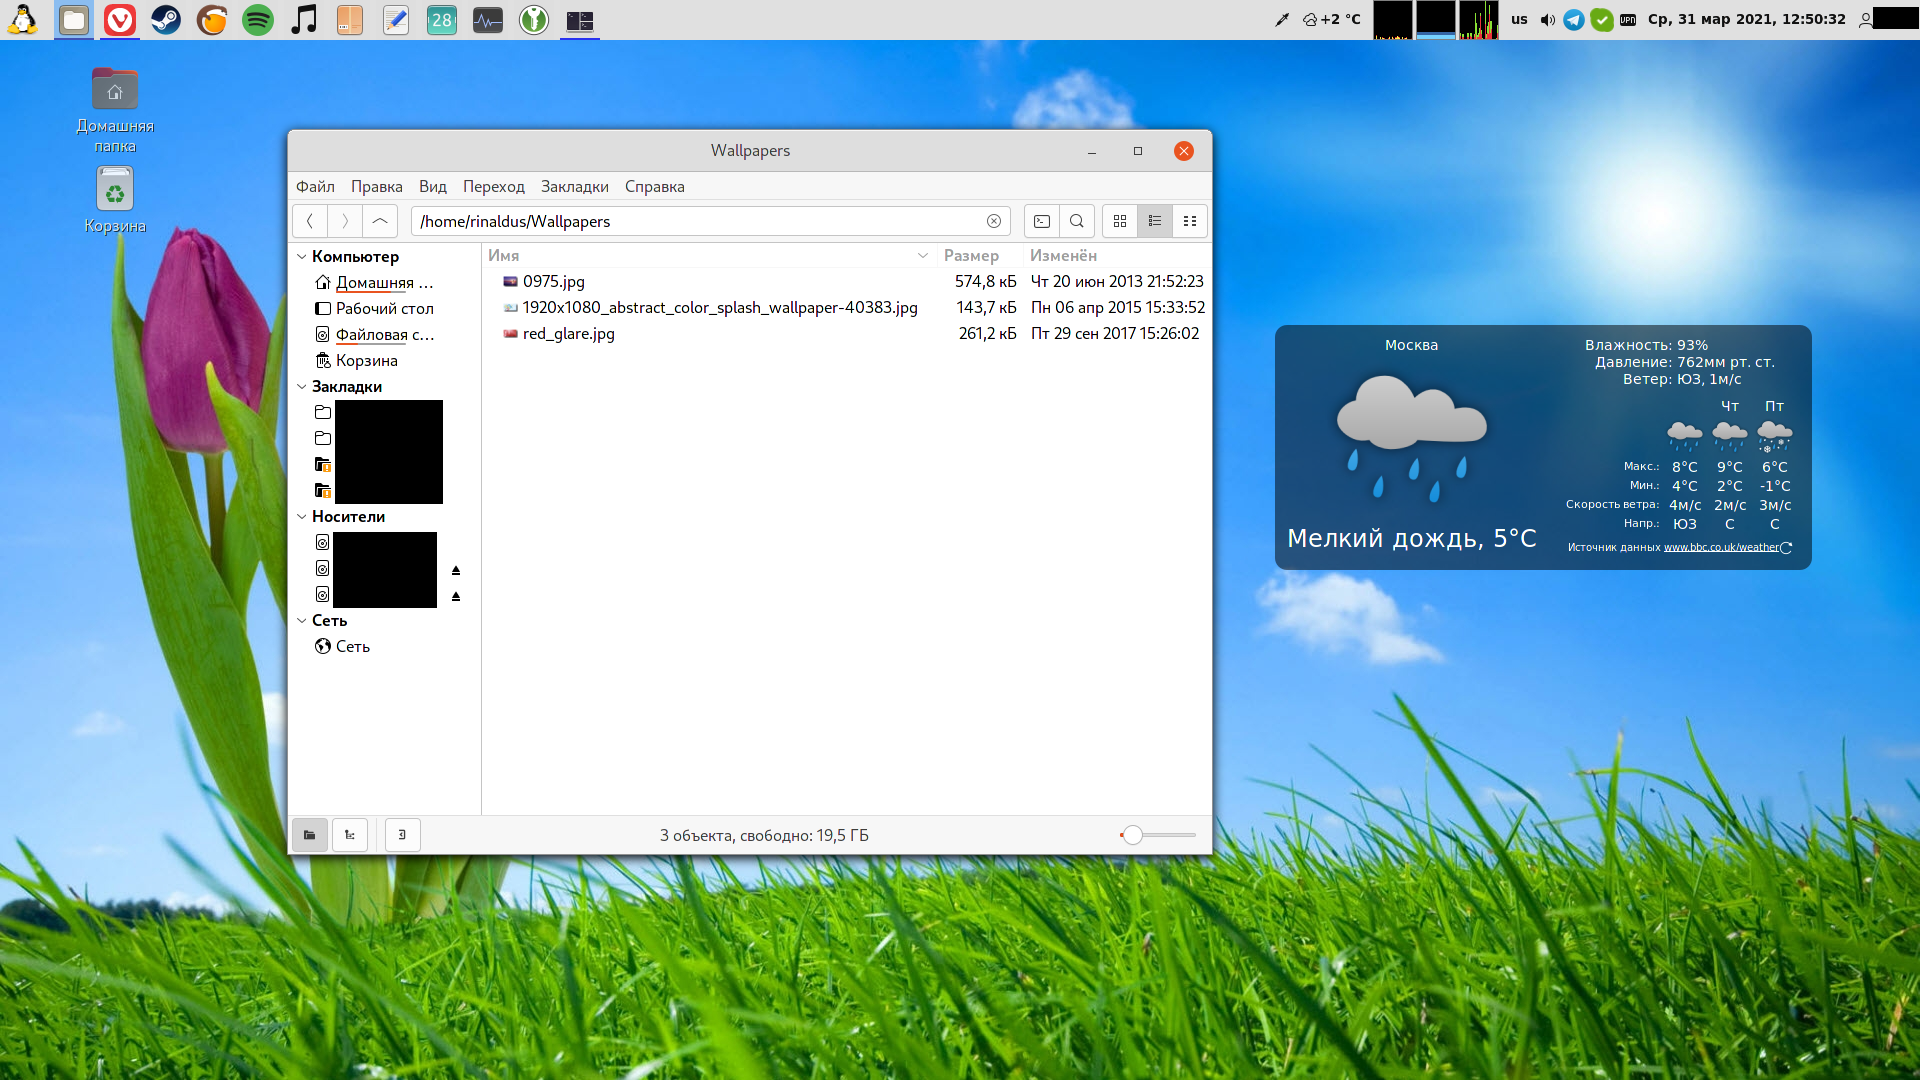 28
+2 °C
us
VPN
Ср, 31 мар 2021, 12:50:32
Домашняя
папка
Корзина
Wallpapers
Файл Правка Вид Переход Закладки Справка
/home/rinaldus/Wallpapers
Имя Размер Изменён
0975.jpg 574,8 кБ Чт 20 июн 2013 21:52:23
1920x1080_abstract_color_splash_wallpaper-40383.jpg 143,7 кБ Пн 06 апр 2015 15:33:52
red_glare.jpg 261,2 кБ Пт 29 сен 2017 15:26:02
Компьютер
Домашняя ...
Рабочий стол
Файловая с...
Корзина
Закладки
Носители
Сеть
Сеть
3 объекта, свободно: 19,5 ГБ
Москва
Мелкий дождь, 5°C
Влажность: 93%
Давление: 762мм рт. ст.
Ветер: ЮЗ, 1м/с
Чт Пт
Макс.: 8°C 9°C 6°C
Мин.: 4°C 2°C -1°C
Скорость ветра: 4м/с 2м/с 3м/с
Напр.: ЮЗ С С
Источник данных www.bbc.co.uk/weather